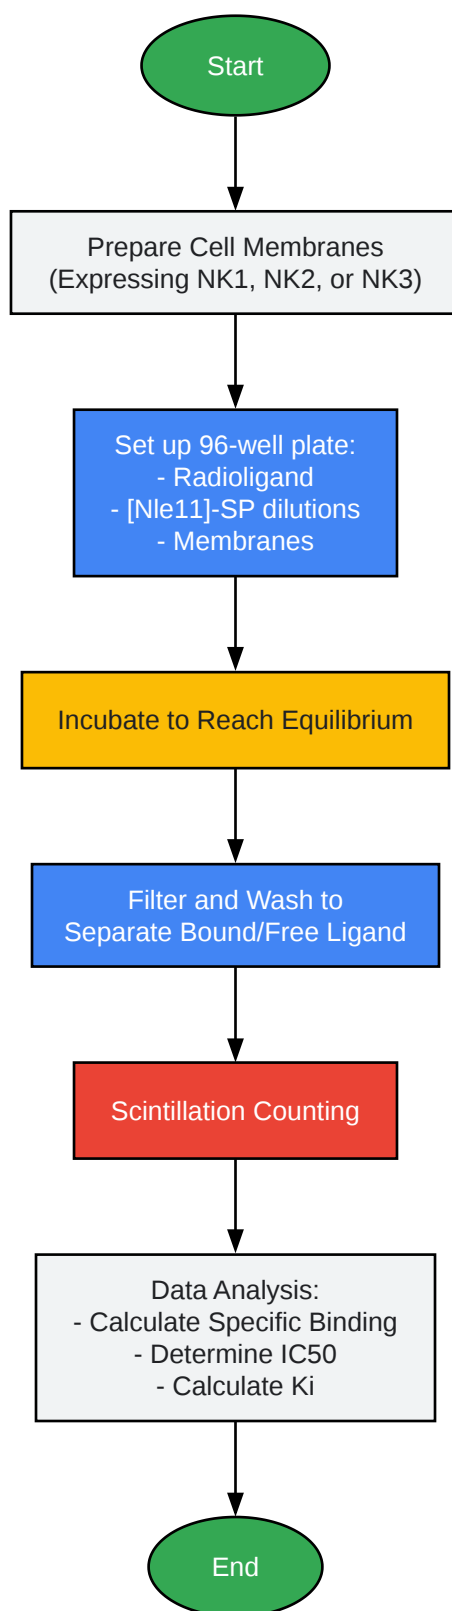 Start
Prepare Cell Membranes
(Expressing NK1, NK2, or NK3)
Set up 96-well plate:
- Radioligand
- [Nle11]-SP dilutions
- Membranes
Incubate to Reach Equilibrium
Filter and Wash to
Separate Bound/Free Ligand
Scintillation Counting
Data Analysis:
- Calculate Specific Binding
- Determine IC50
- Calculate Ki
End